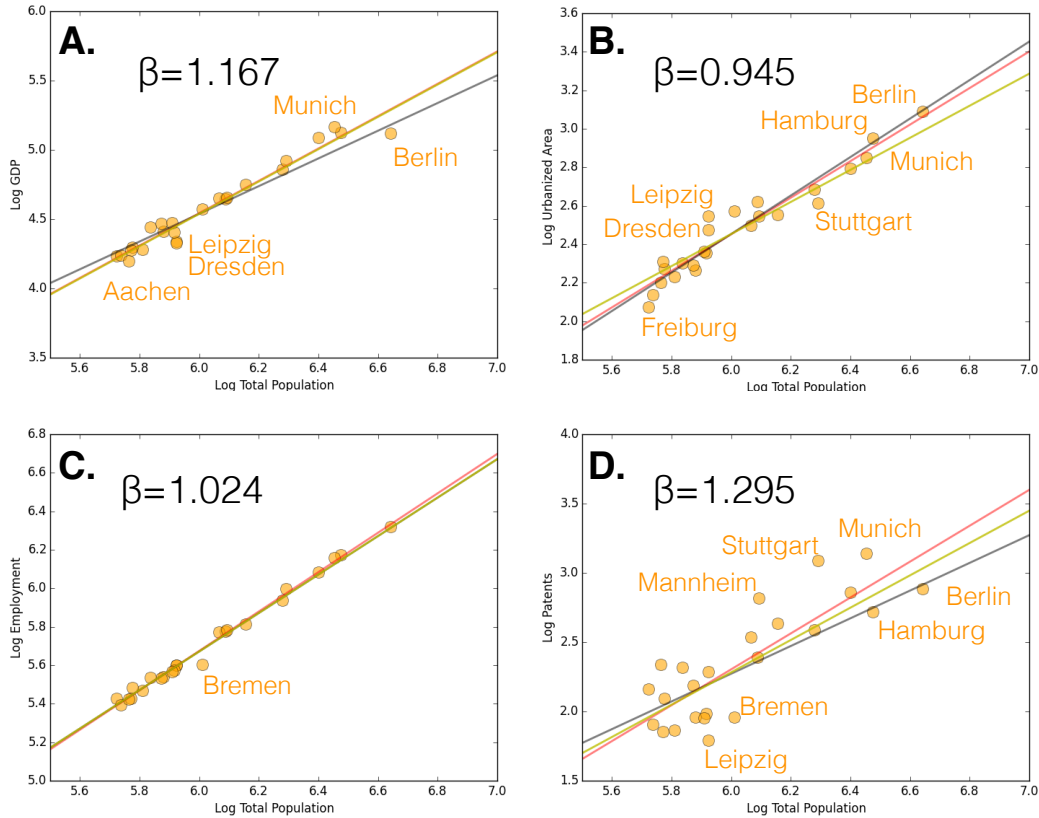 A.
β=1.167
Munich
Berlin
Leipzig
Dresden
Aachen
Log GDP
6.0
5.5
5.0
4.5
4.0
3.5
5.6 5.8 6.0 6.2 6.4 6.6 6.8 7.0
Log Total Population
B.
β=0.945
Berlin
Hamburg
Munich
Leipzig
Dresden
Stuttgart
Freiburg
Log Urbanized Area
3.6
3.4
3.2
3.0
2.8
2.6
2.4
2.2
2.0
1.8
5.6 5.8 6.0 6.2 6.4 6.6 6.8 7.0
Log Total Population
C.
β=1.024
Bremen
Log Employment
6.8
6.6
6.4
6.2
6.0
5.8
5.6
5.4
5.2
5.0
5.6 5.8 6.0 6.2 6.4 6.6 6.8 7.0
Log Total Population
D.
β=1.295
Munich
Stuttgart
Mannheim
Berlin
Hamburg
Bremen
Leipzig
Log Patents
4.0
3.5
3.0
2.5
2.0
1.5
5.6 5.8 6.0 6.2 6.4 6.6 6.8 7.0
Log Total Population